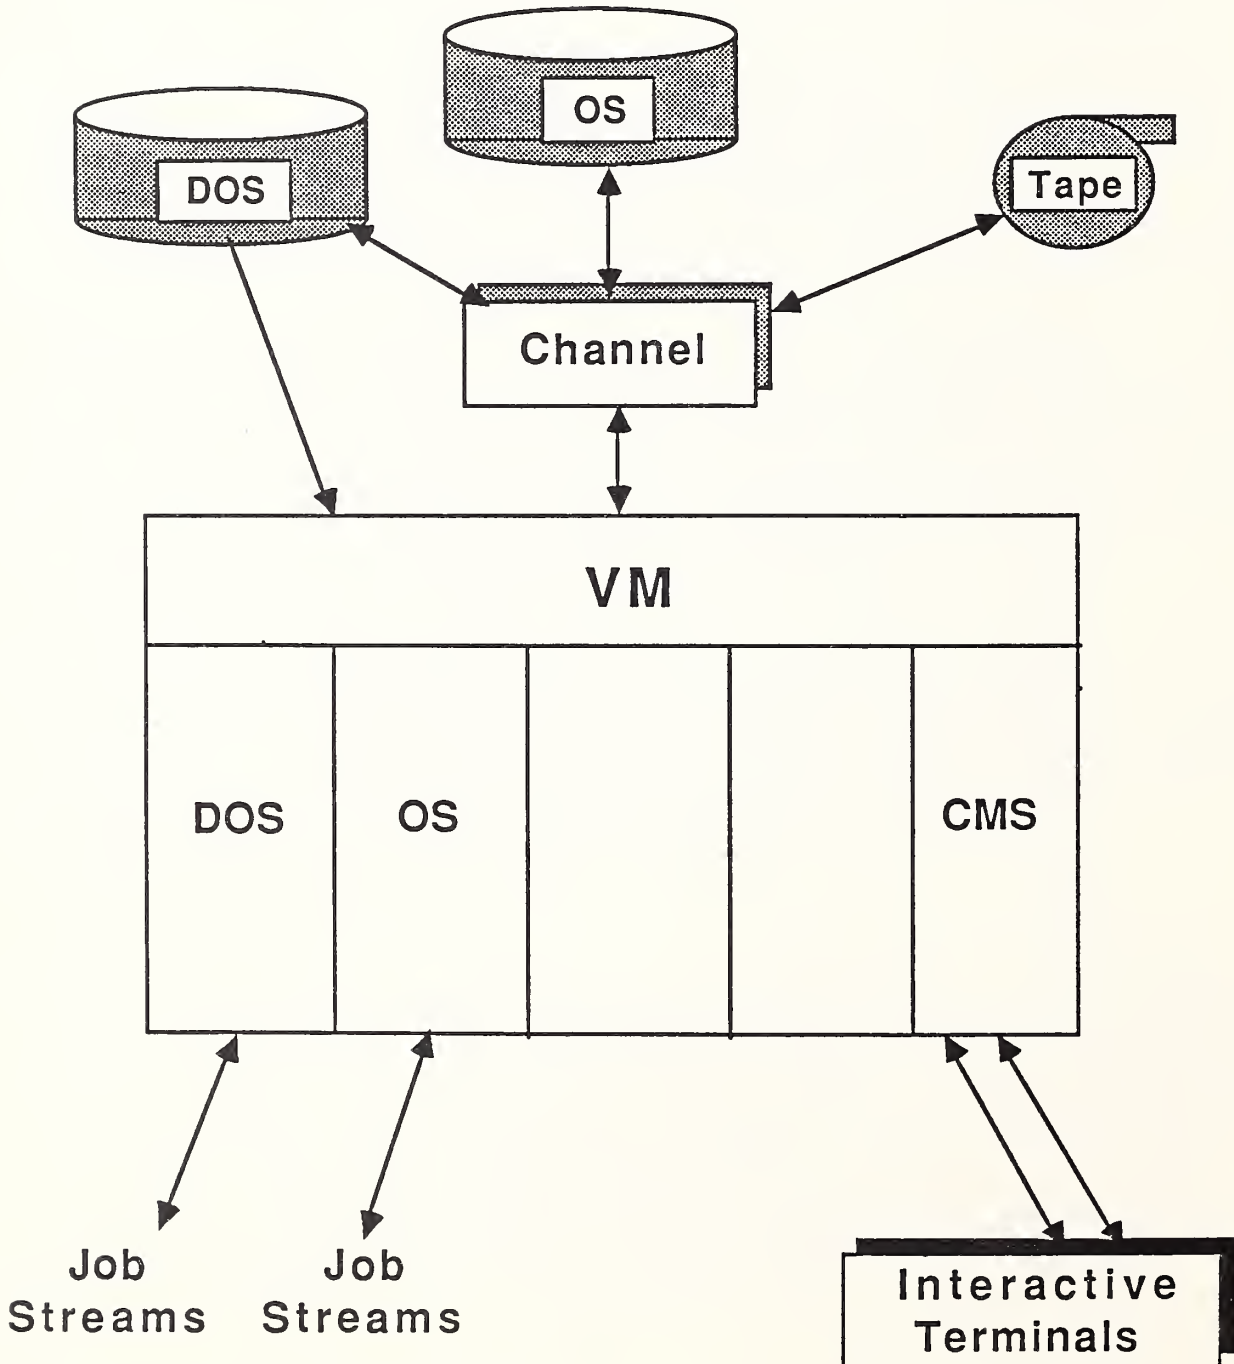 OS
DOS
Tape
Channel
VM
DOS
OS
CMS
Job
Streams
Job
Streams
Interactive
Terminals